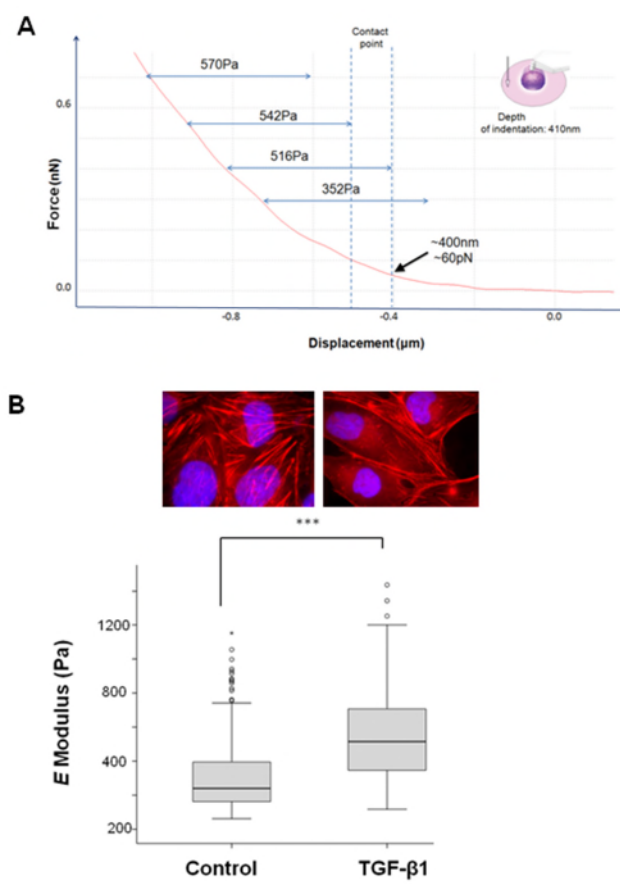 A
Contact
point
570Pa
542Pa
516Pa
352Pa
Depth
of indentation: 410nm
~400nm
~60pN
Force (nN)
0.6
0.0
-0.8
-0.4
0.0
Displacement (µm)
B
***
E Modulus (Pa)
1200
800
400
200
Control
TGF-β1